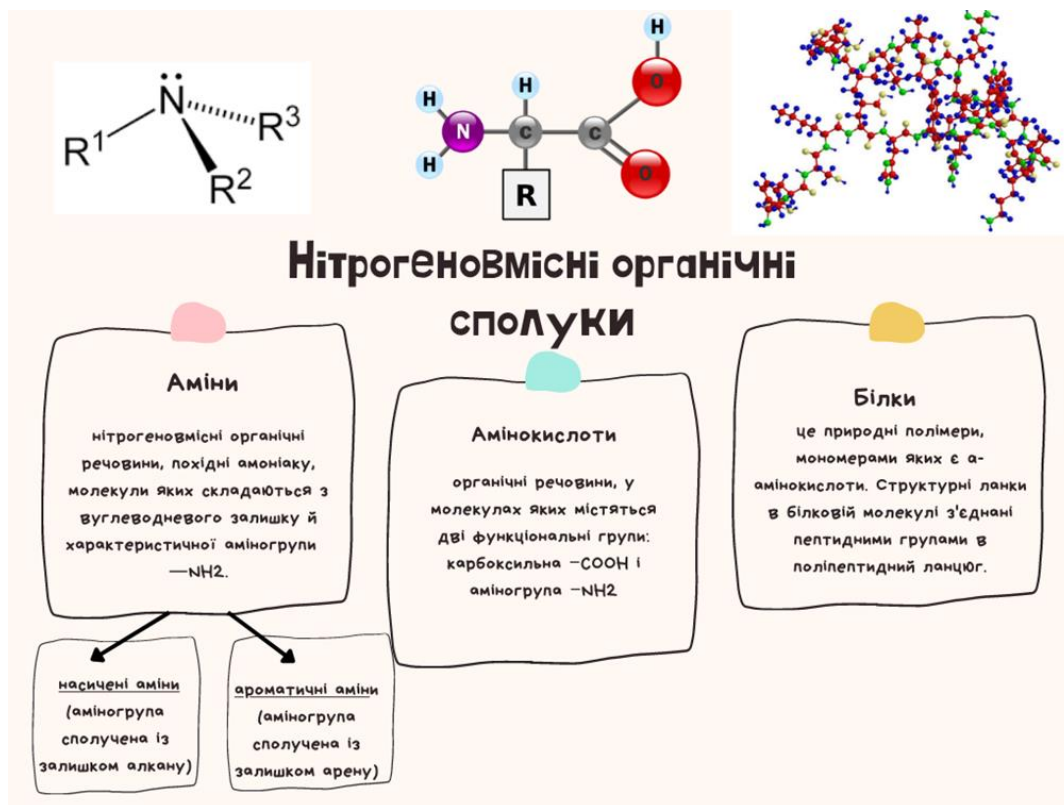 N
R¹
R²
R³
H
H
N
H
C
C
H
O
O
R
Нітрогеновмісні органічні
сполуки
Аміни
нітрогеновмісні органічні
речовини, похідні амоніаку,
молекули яких складаються з
вуглеводневого залишку й
характеристичної аміногрупи
—NH2.
насичені аміни
(аміногрупа
сполучена із
залишком алкану)
ароматичні аміни
(аміногрупа
сполучена із
залишком арену)
Амінокислоти
органічні речовини, у
молекулах яких містяться
дві функціональні групи:
карбоксильна –COOH і
аміногрупа –NH2
Білки
це природні полімери,
мономерами яких є а-
амінокислоти. Структурні ланки
в білковій молекулі з'єднані
пептидними групами в
поліпептидний ланцюг.